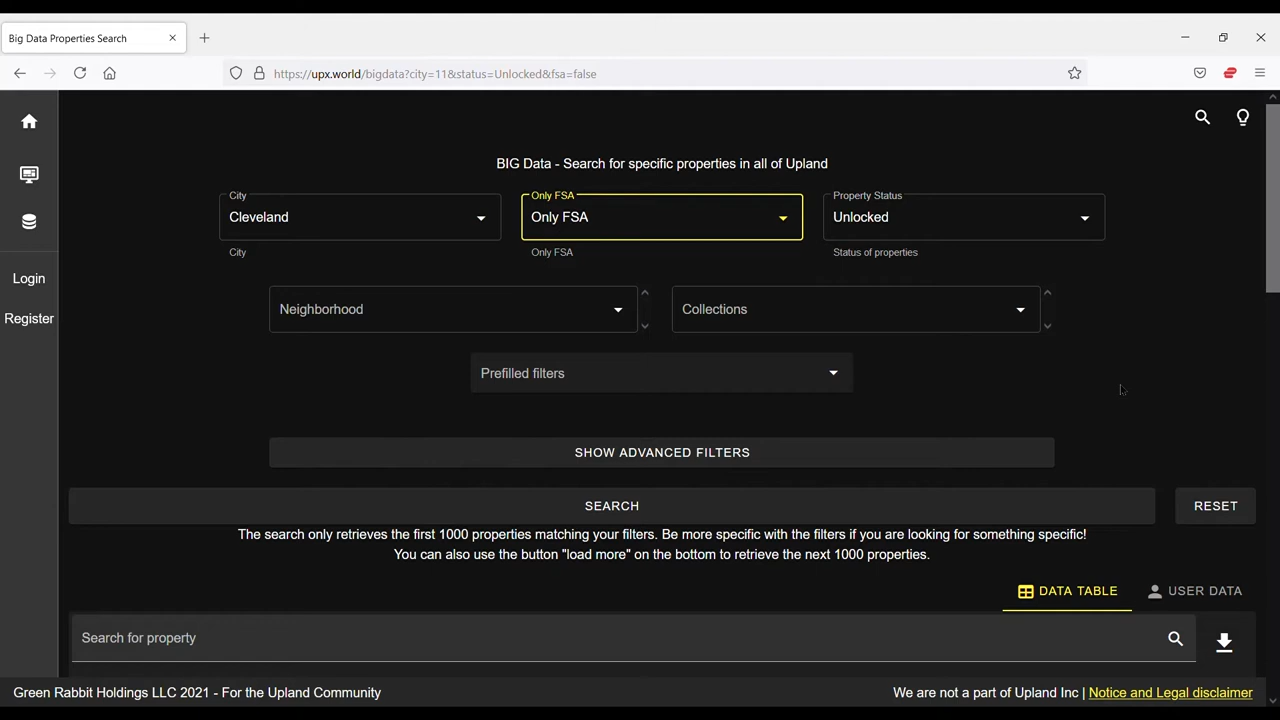 Big Data Properties Search
https://upx.world/bigdata?city=11&status=Unlocked&fsa=false
BIG Data - Search for specific properties in all of Upland
City
Only FSA
Property Status
Cleveland
Only FSA
Unlocked
City
Only FSA
Status of properties
Login
Register
Neighborhood
Collections
Prefilled filters
SHOW ADVANCED FILTERS
SEARCH
RESET
The search only retrieves the first 1000 properties matching your filters. Be more specific with the filters if you are looking for something specific!
You can also use the button "load more" on the bottom to retrieve the next 1000 properties.
DATA TABLE
USER DATA
Search for property
Green Rabbit Holdings LLC 2021 - For the Upland Community
We are not a part of Upland Inc | Notice and Legal disclaimer